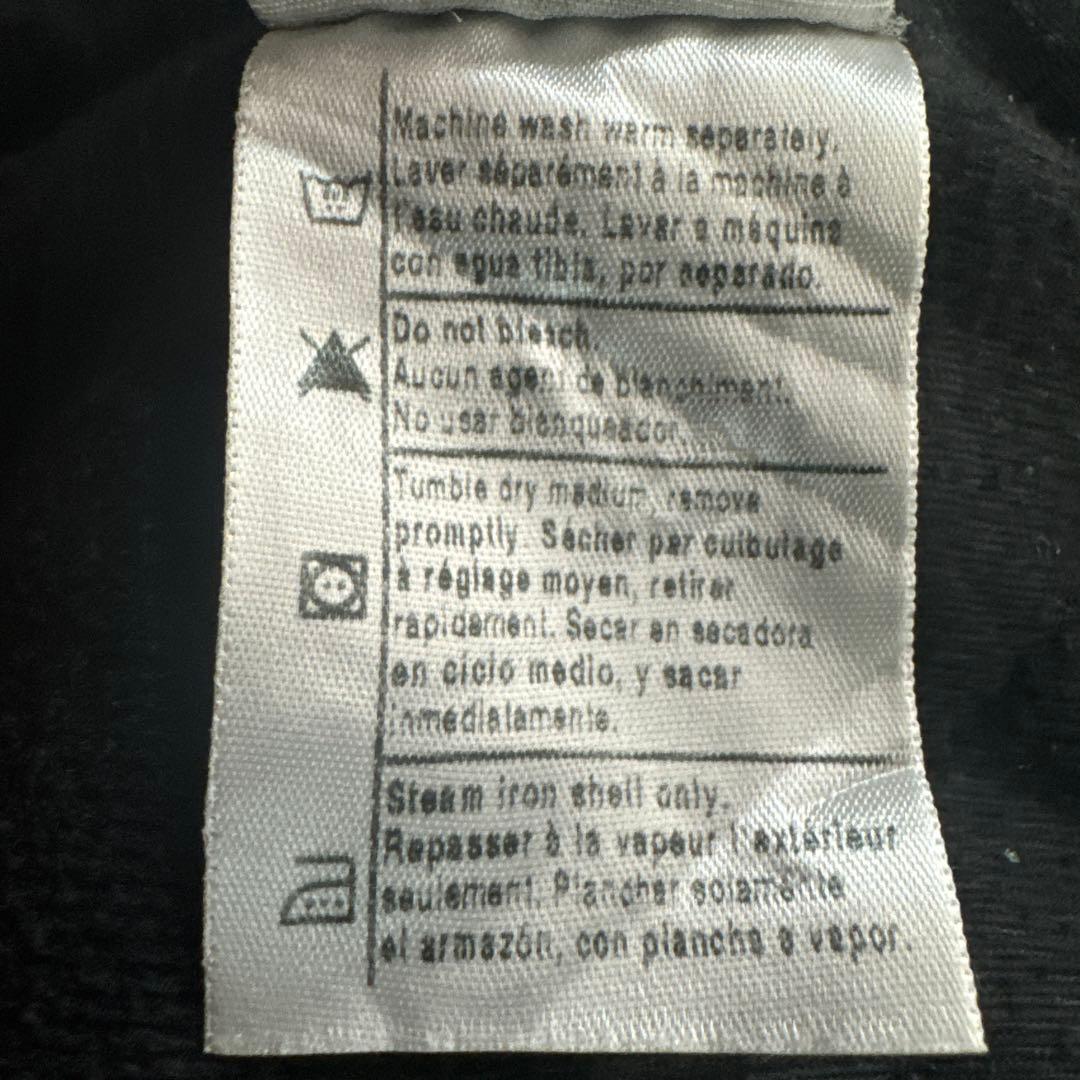 Machine wash warm separately.
Laver séparément à la machine à
l'eau chaude. Lavar a máquina
con agua tibia, por separado.
Do not bleach.
Aucun agent de blanchiment.
No usar blanqueador.
Tumble dry medium, remove
promptly. Sécher par culbutage
à réglage moyen, retirer
rapidement. Secar en secadora
en ciclo medio, y sacar
inmediatamente.
Steam iron shell only.
Repasser à la vapeur l'extérieur
seulement. Planchar solamente
el armazón, con plancha a vapor.